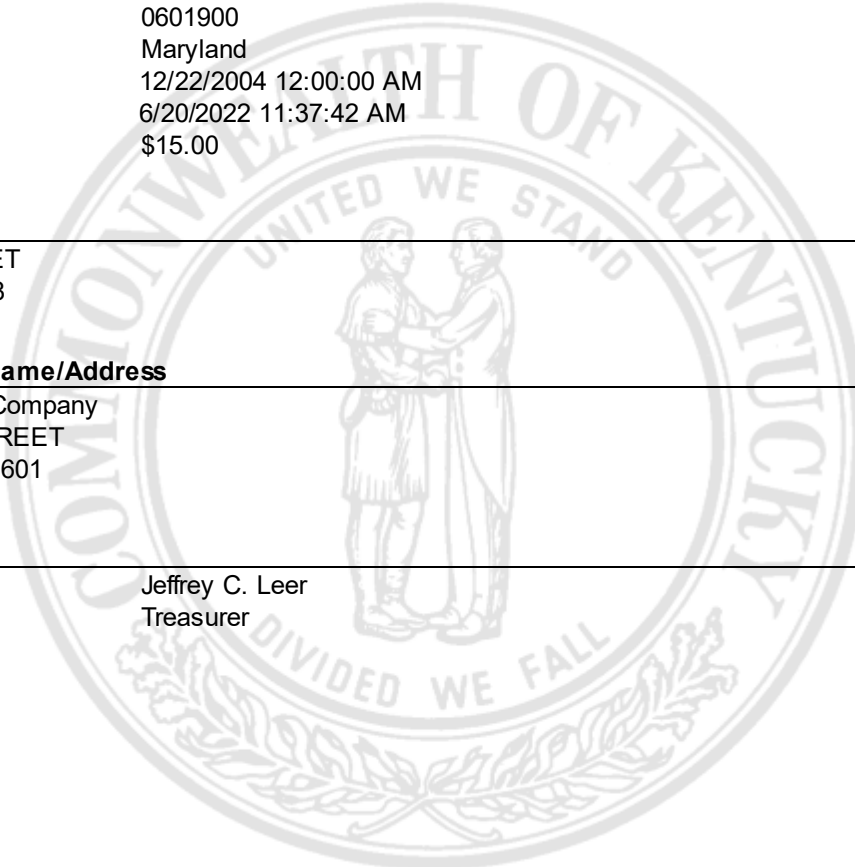 0601900
Maryland
12/22/2004 12:00:00 AM
6/20/2022 11:37:42 AM
$15.00
COMMONWEALTH OF KENTUCKY
UNITED WE STAND
ET
3
ame/Address
Company
REET
601
Jeffrey C. Leer
Treasurer
DIVIDED WE FALL